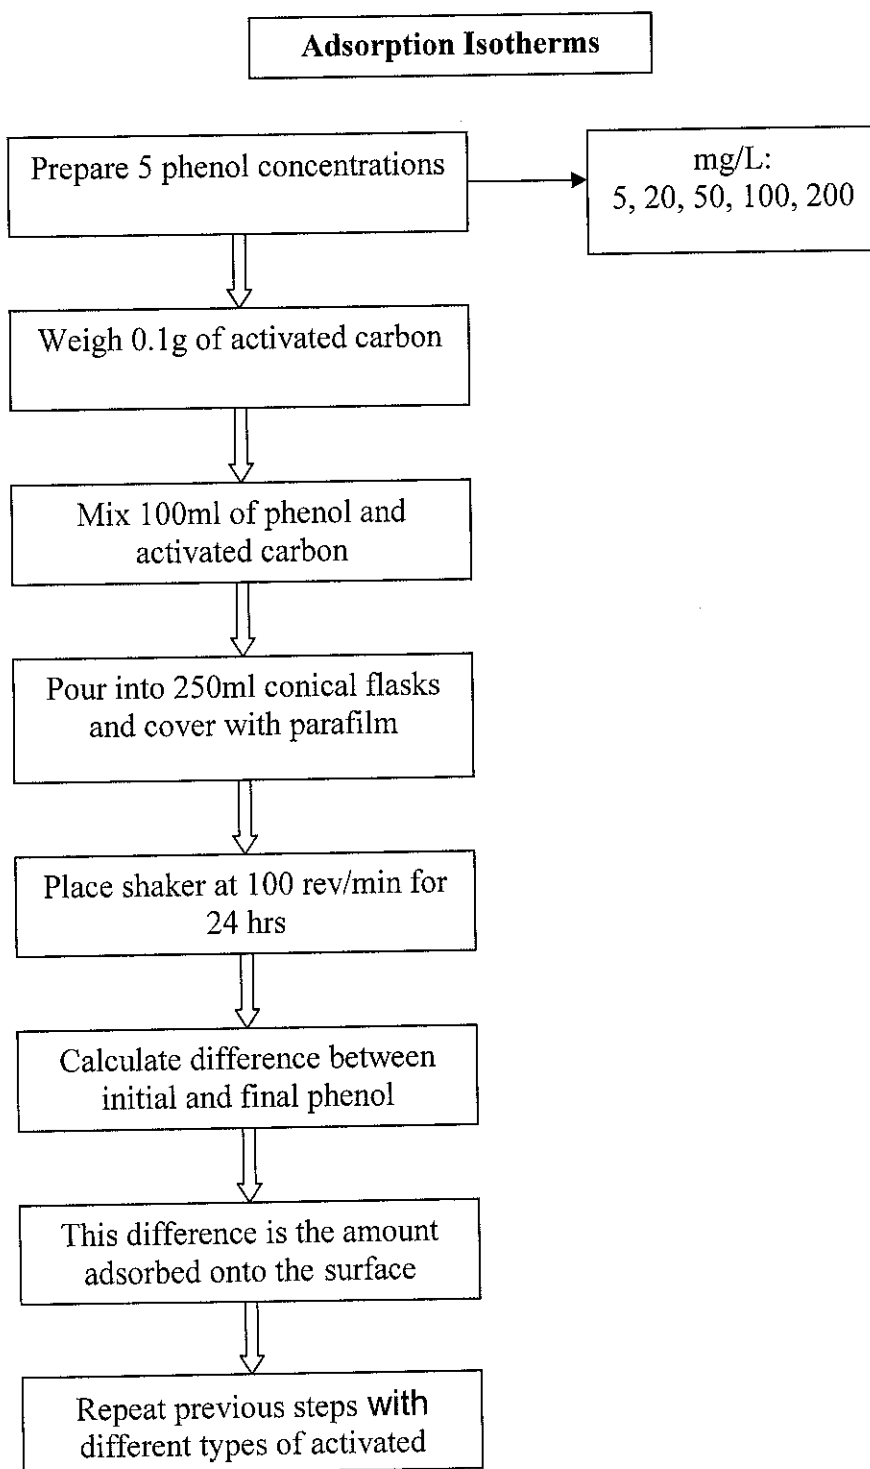 Adsorption Isotherms
Prepare 5 phenol concentrations
mg/L:
5, 20, 50, 100, 200
Weigh 0.1g of activated carbon
Mix 100ml of phenol and
activated carbon
Pour into 250ml conical flasks
and cover with parafilm
Place shaker at 100 rev/min for
24 hrs
Calculate difference between
initial and final phenol
This difference is the amount
adsorbed onto the surface
Repeat previous steps with
different types of activated